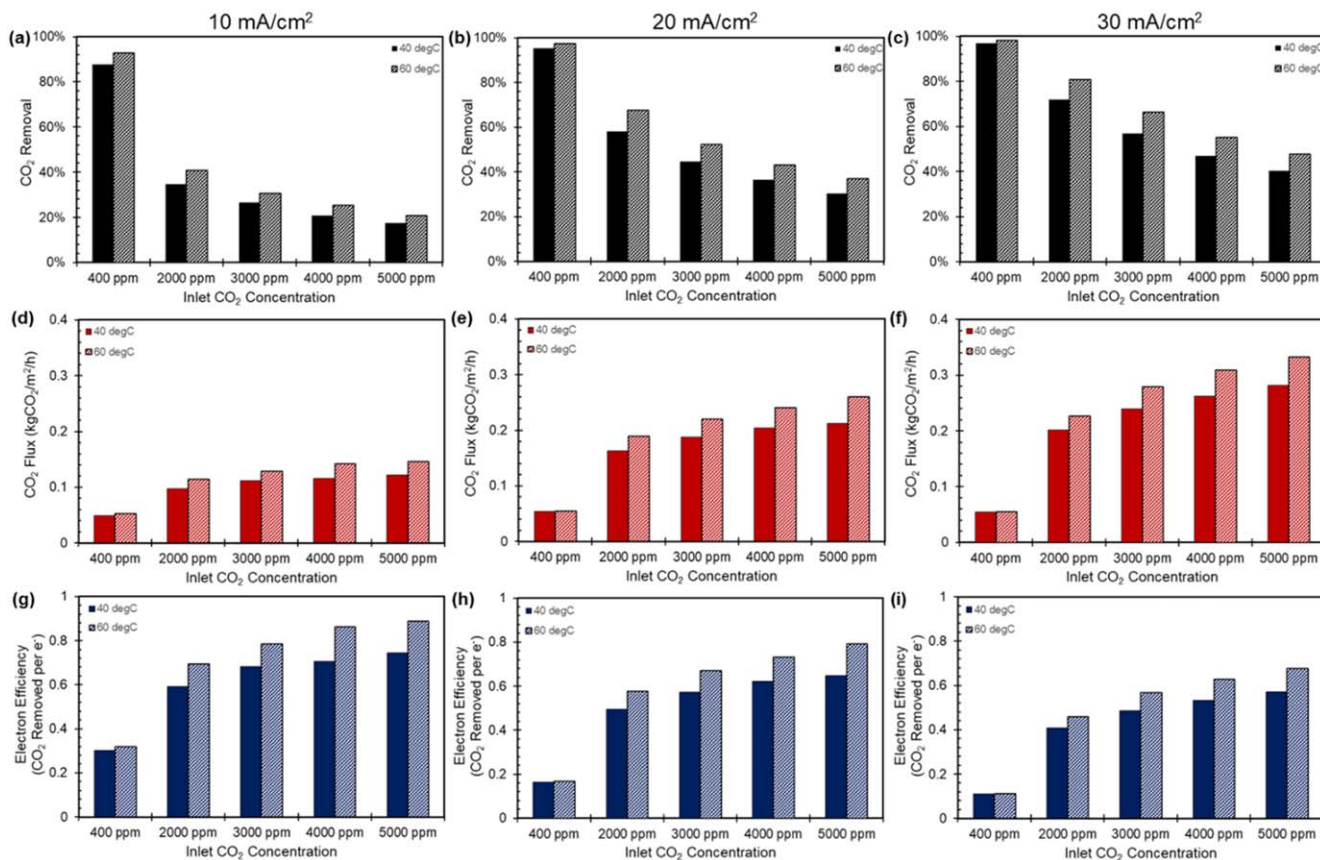 10 mA/cm²
20 mA/cm²
30 mA/cm²
(a)
100%
80%
60%
40%
20%
0%
CO₂ Removal
40 degC
60 degC
400 ppm 2000 ppm 3000 ppm 4000 ppm 5000 ppm
Inlet CO₂ Concentration
(b)
100%
80%
60%
40%
20%
0%
CO₂ Removal
40 degC
60 degC
400 ppm 2000 ppm 3000 ppm 4000 ppm 5000 ppm
Inlet CO₂ Concentration
(c)
100%
80%
60%
40%
20%
0%
CO₂ Removal
40 degC
60 degC
400 ppm 2000 ppm 3000 ppm 4000 ppm 5000 ppm
Inlet CO₂ Concentration
(d)
0.4
0.3
0.2
0.1
0
CO₂ Flux (kgCO₂/m²/h)
40 degC
60 degC
400 ppm 2000 ppm 3000 ppm 4000 ppm 5000 ppm
Inlet CO₂ Concentration
(e)
0.4
0.3
0.2
0.1
0
CO₂ Flux (kgCO₂/m²/h)
40 degC
60 degC
400 ppm 2000 ppm 3000 ppm 4000 ppm 5000 ppm
Inlet CO₂ Concentration
(f)
0.4
0.3
0.2
0.1
0
CO₂ Flux (kgCO₂/m²/h)
40 degC
60 degC
400 ppm 2000 ppm 3000 ppm 4000 ppm 5000 ppm
Inlet CO₂ Concentration
(g)
1
0.8
0.6
0.4
0.2
0
Electron Efficiency
(CO₂ Removed per e⁻)
40 degC
60 degC
400 ppm 2000 ppm 3000 ppm 4000 ppm 5000 ppm
Inlet CO₂ Concentration
(h)
1
0.8
0.6
0.4
0.2
0
Electron Efficiency
(CO₂ Removed per e⁻)
40 degC
60 degC
400 ppm 2000 ppm 3000 ppm 4000 ppm 5000 ppm
Inlet CO₂ Concentration
(i)
1
0.8
0.6
0.4
0.2
0
Electron Efficiency
(CO₂ Removed per e⁻)
40 degC
60 degC
400 ppm 2000 ppm 3000 ppm 4000 ppm 5000 ppm
Inlet CO₂ Concentration